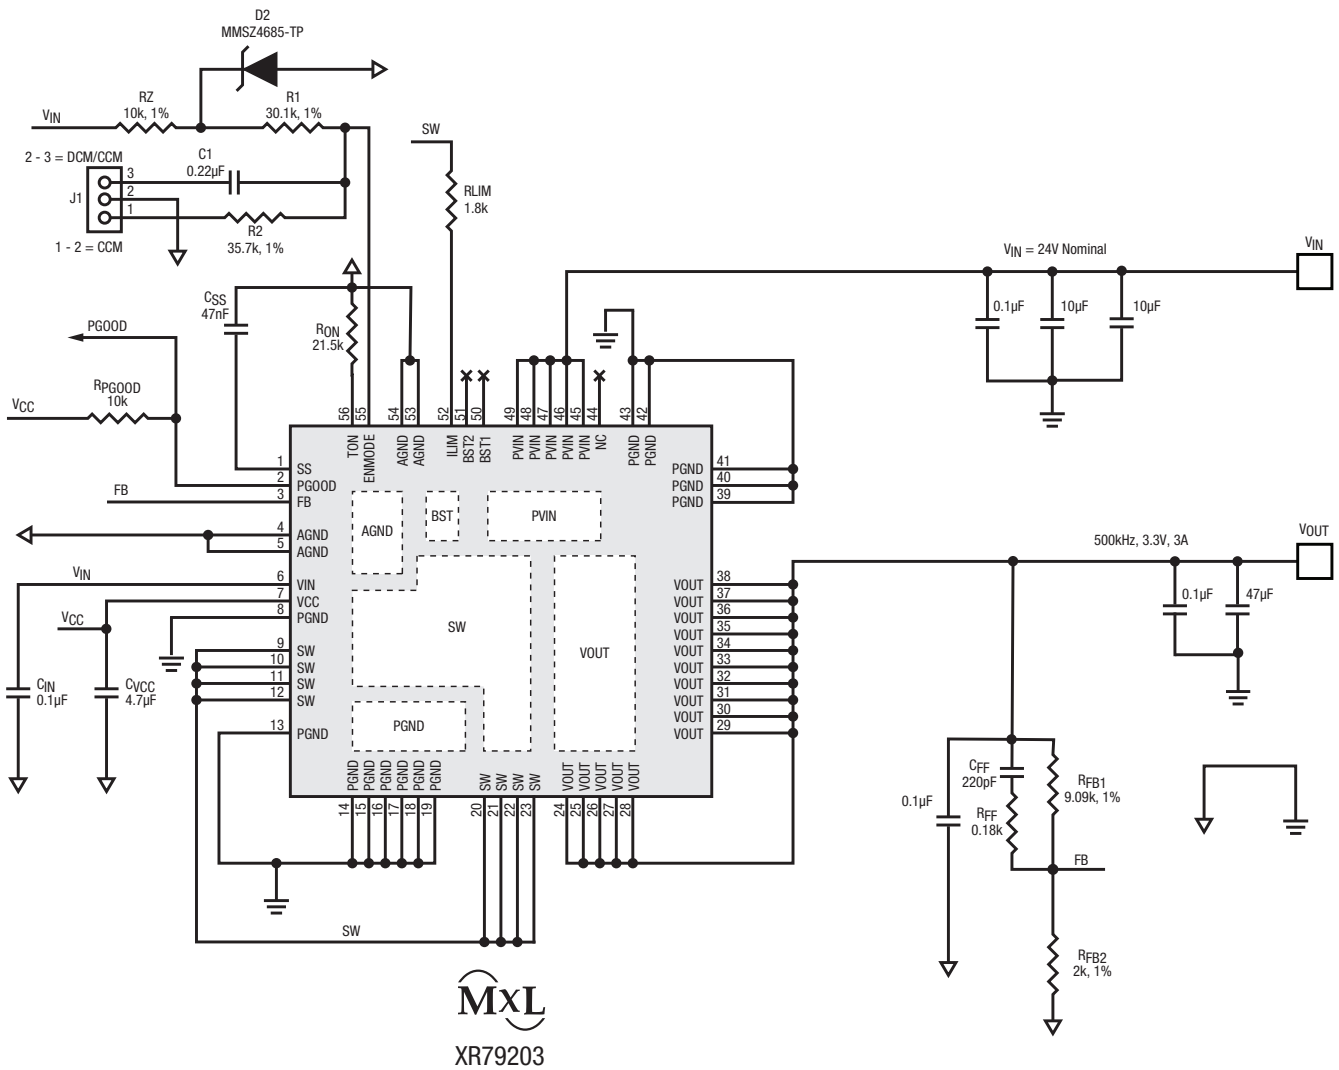 D2
MMSZ4685-TP
RZ
10k, 1%
R1
30.1k, 1%
VIN
2 - 3 = DCM/CCM
C1
0.22µF
J1
3
2
1
R2
35.7k, 1%
1 - 2 = CCM
SW
RLIM
1.8k
VIN = 24V Nominal
VIN
0.1µF
10µF
10µF
CSS
47nF
RON
21.5k
PGOOD
RPGOOD
10k
VCC
56
55
54
53
52
51
50
49
48
47
46
45
44
43
42
TON
ENMODE
AGND
AGND
ILIM
BST2
BST1
PVIN
PVIN
PVIN
PVIN
PVIN
NC
PGND
PGND
1
SS
2
PGOOD
FB
3
FB
4
AGND
5
AGND
VIN
6
VIN
7
VCC
VCC
8
PGND
9
SW
10
SW
11
SW
12
SW
13
PGND
CIN
0.1µF
CVCC
4.7µF
AGND
BST
PVIN
SW
VOUT
PGND
PGND
41
PGND
40
PGND
39
VOUT
38
VOUT
37
VOUT
36
VOUT
35
VOUT
34
VOUT
33
VOUT
32
VOUT
31
VOUT
30
VOUT
29
500kHz, 3.3V, 3A
VOUT
0.1µF
47µF
PGND
PGND
PGND
PGND
PGND
PGND
SW
SW
SW
SW
VOUT
VOUT
VOUT
VOUT
VOUT
14
15
16
17
18
19
20
21
22
23
24
25
26
27
28
SW
0.1µF
CFF
220pF
RFF
0.18k
RFB1
9.09k, 1%
FB
RFB2
2k, 1%
MXL
XR79203